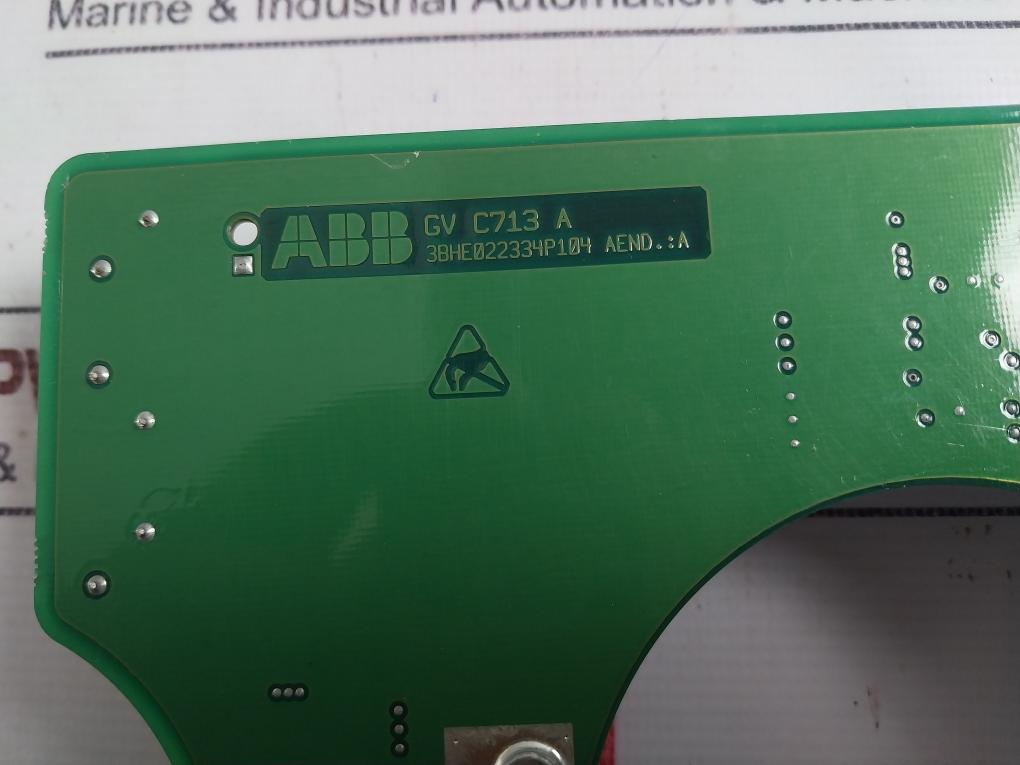 Marine & Industrial Automation &
ABB
GV C713 A
3BHE022334P104 AEND.:A
&